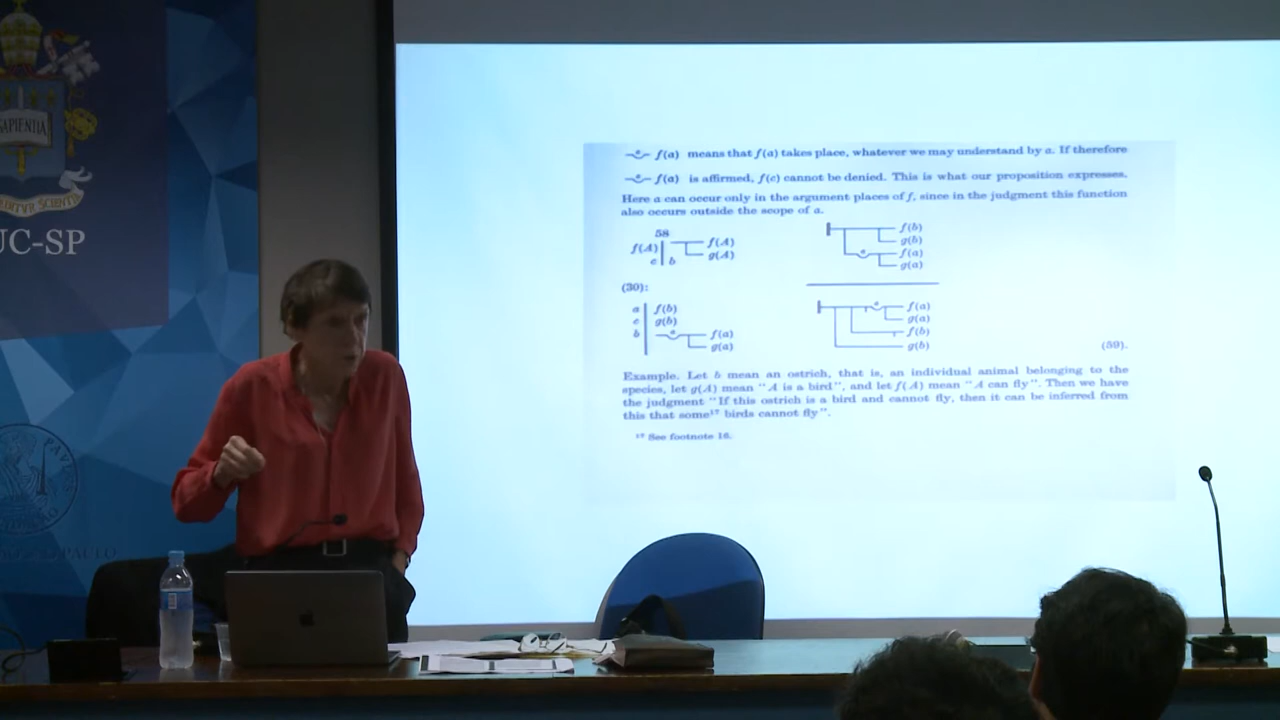 SAPIENTIA
UC-SP
f(a) means that f(a) takes place, whatever we may understand by a. If therefore
f(a) is affirmed, f(c) cannot be denied. This is what our proposition expresses.
Here a can occur only in the argument places of f, since in the judgment this function
also occurs outside the scope of a.
58
f(A) f(A)
c b g(A)
f(b)
g(b)
a f(a)
g(a)
(30):
a f(b)
c g(b)
b a f(a)
g(a)
a f(a)
g(a)
f(b)
g(b)
(59).
Example. Let b mean an ostrich, that is, an individual animal belonging to the
species, let g(A) mean “A is a bird”, and let f(A) mean “A can fly”. Then we have
the judgment “If this ostrich is a bird and cannot fly, then it can be inferred from
this that some¹⁷ birds cannot fly”.
¹⁷ See footnote 16.